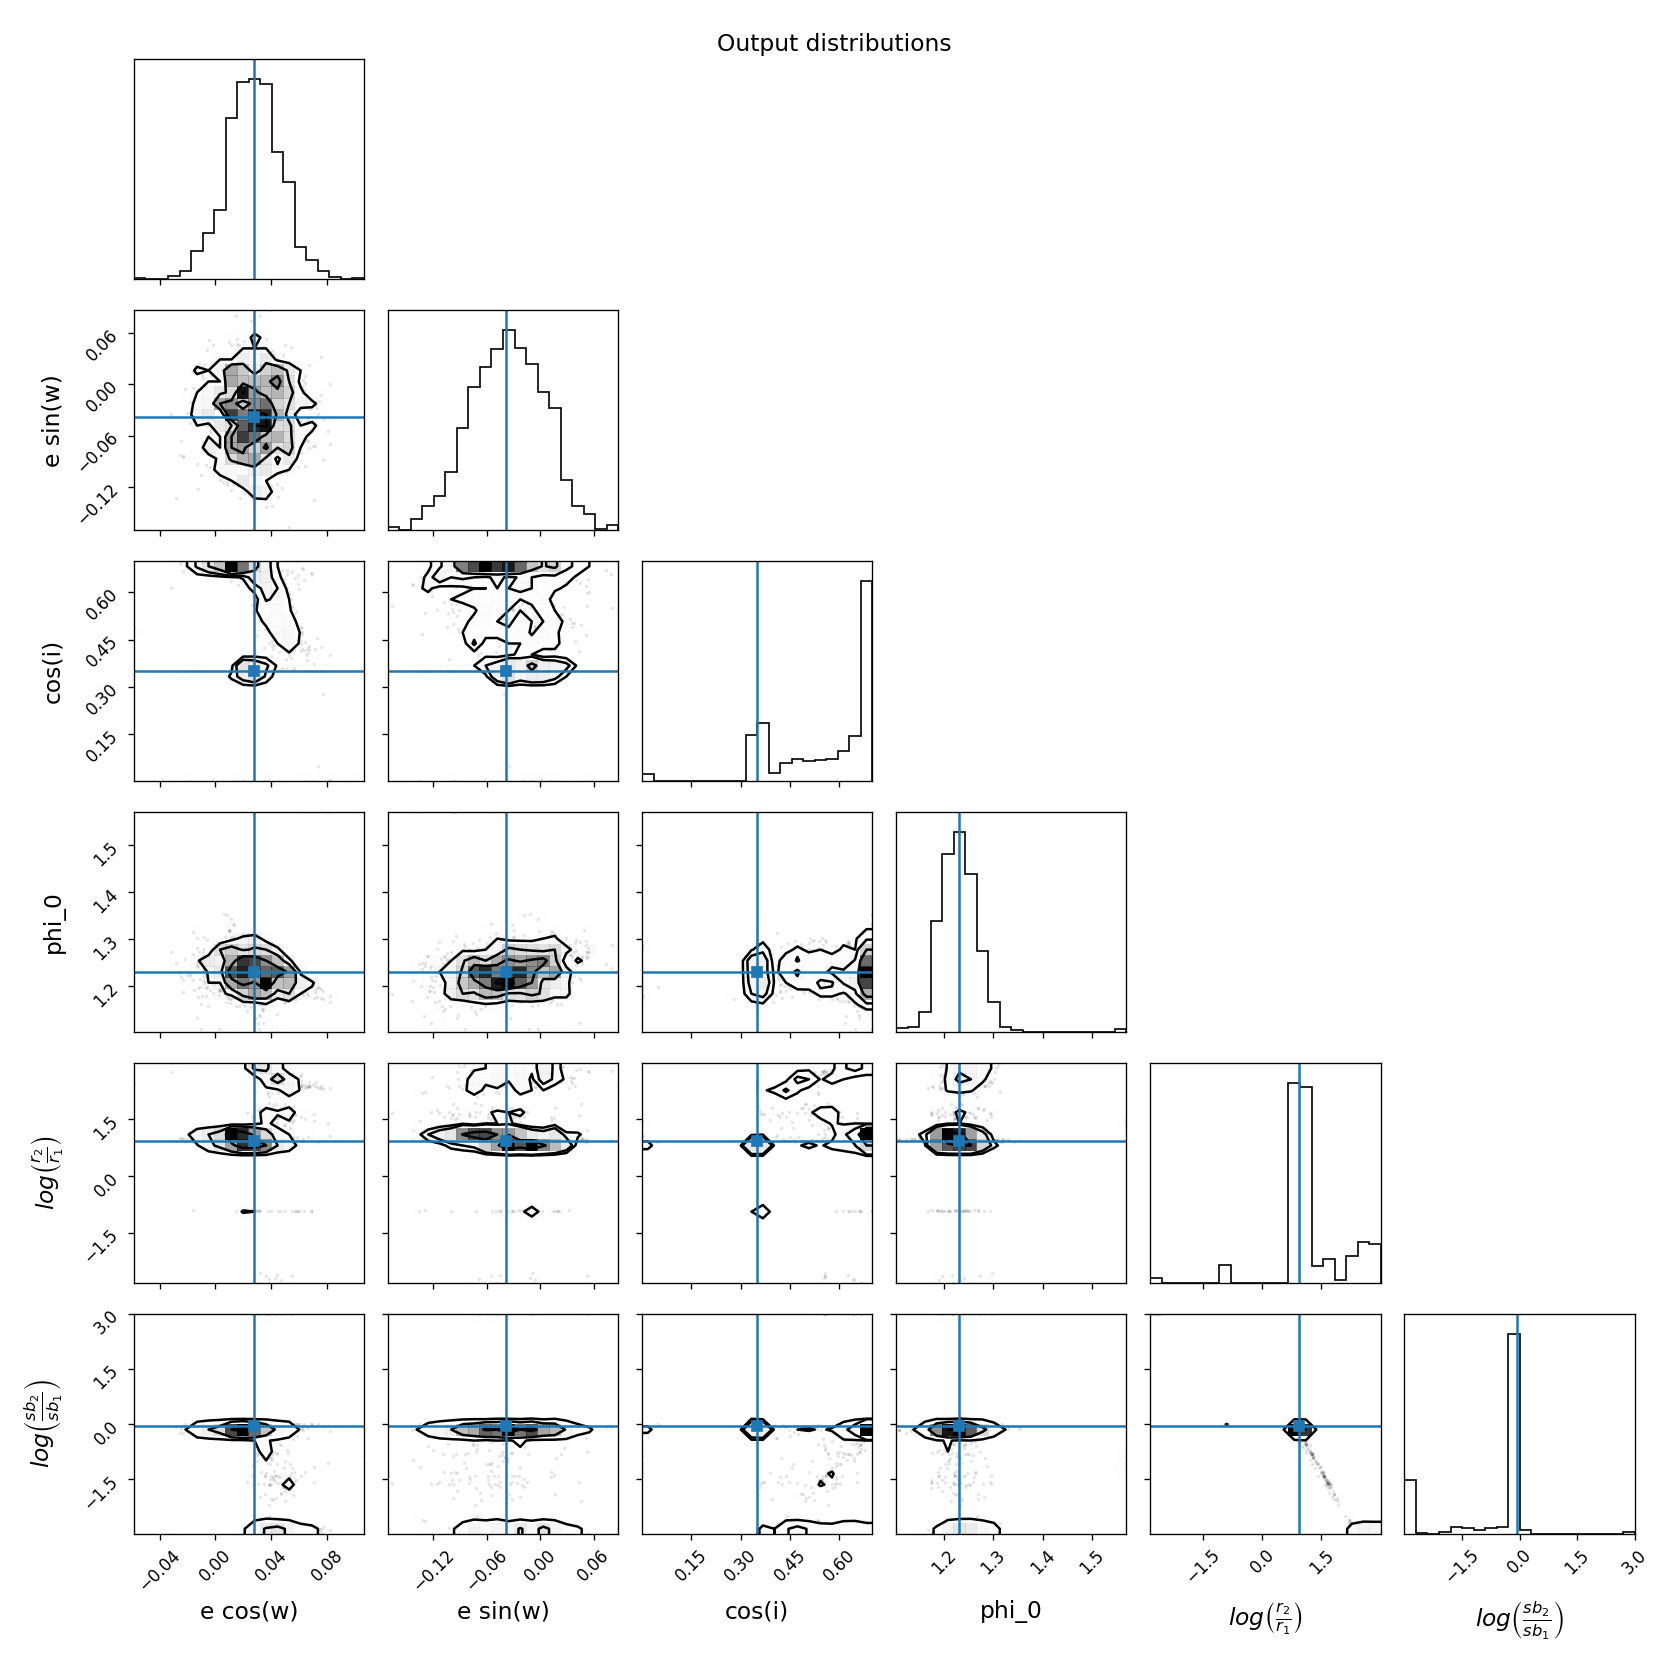 Output distributions
e sin(w)
0.06
0.00
−0.06
−0.12
cos(i)
0.60
0.45
0.30
0.15
phi_0
1.5
1.4
1.3
1.2
log(r₂/r₁)
1.5
0.0
−1.5
log(sb₂/sb₁)
3.0
1.5
0.0
−1.5
−0.04 0.00 0.04 0.08 −0.12 −0.06 0.00 0.06 0.15 0.30 0.45 0.60 1.2 1.3 1.4 1.5 −1.5 0.0 1.5 −1.5 0.0 1.5 3.0
e cos(w) e sin(w) cos(i) phi_0 log(r₂/r₁) log(sb₂/sb₁)